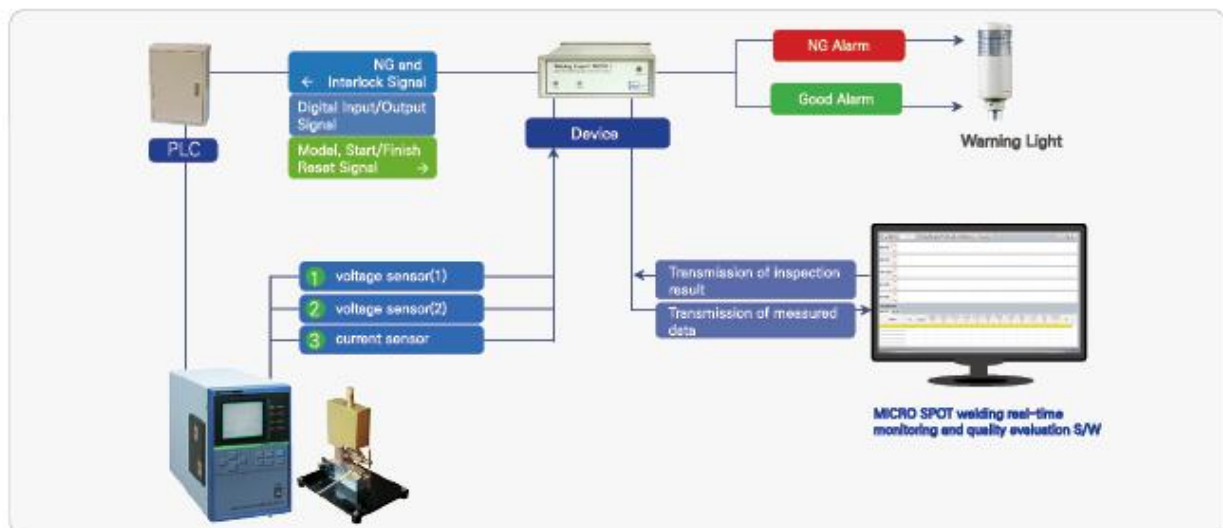 NG and
← Interlock Signal
Digital Input/Output
Signal
Model, Start/Finish
Reset Signal →
PLC
Device
NG Alarm
Good Alarm
Warning Light
1 voltage sensor(1)
2 voltage sensor(2)
3 current sensor
Transmission of inspection
result
Transmission of measured
data
MICRO SPOT welding real-time
monitoring and quality evaluation S/W